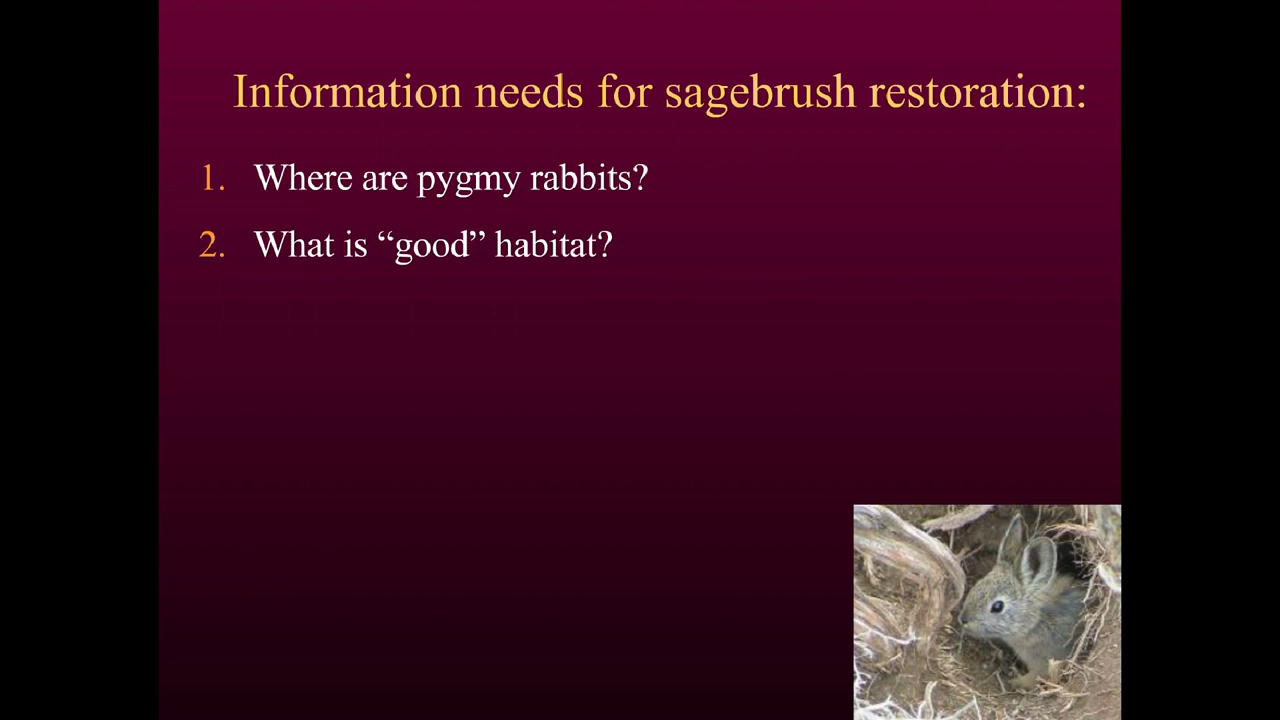 Information needs for sagebrush restoration:
1. Where are pygmy rabbits?
2. What is “good” habitat?